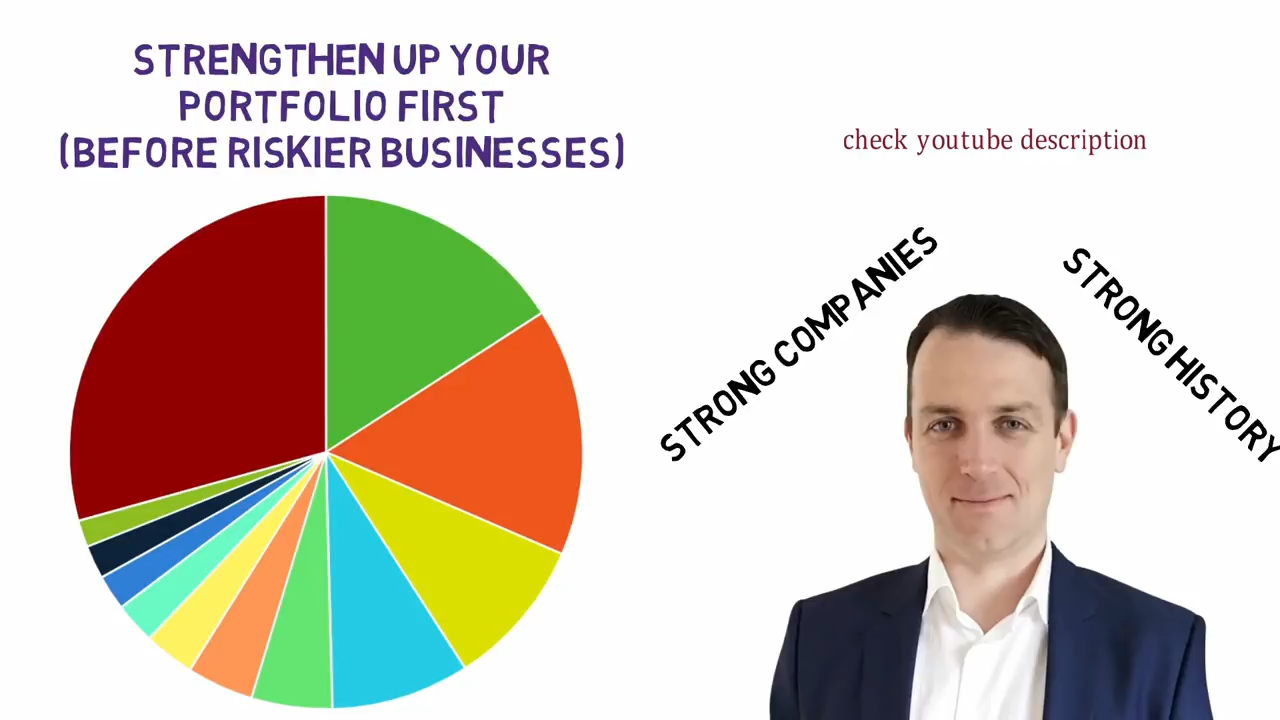 STRENGTHEN UP YOUR
PORTFOLIO FIRST
(BEFORE RISKIER BUSINESSES)
check youtube description
STRONG COMPANIES
STRONG HISTORY